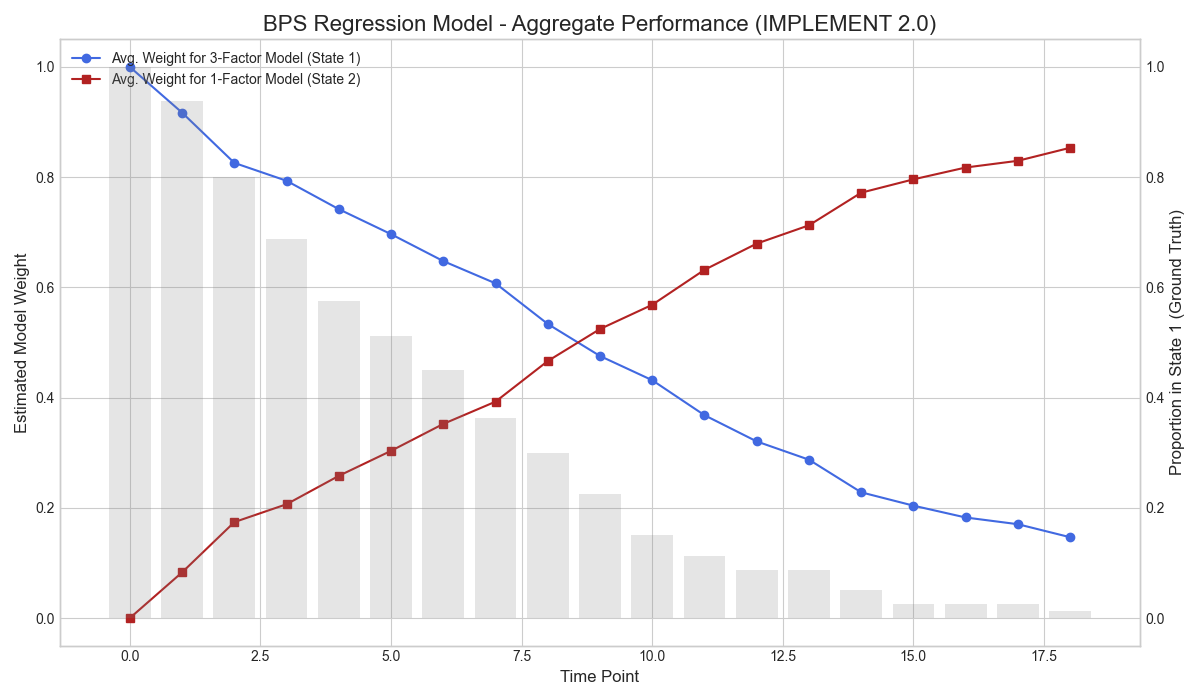 BPS Regression Model - Aggregate Performance (IMPLEMENT 2.0)
Avg. Weight for 3-Factor Model (State 1)
Avg. Weight for 1-Factor Model (State 2)
Estimated Model Weight
1.0
0.8
0.6
0.4
0.2
0.0
1.0
0.8
0.6
0.4
0.2
0.0
Proportion in State 1 (Ground Truth)
0.0 2.5 5.0 7.5 10.0 12.5 15.0 17.5
Time Point